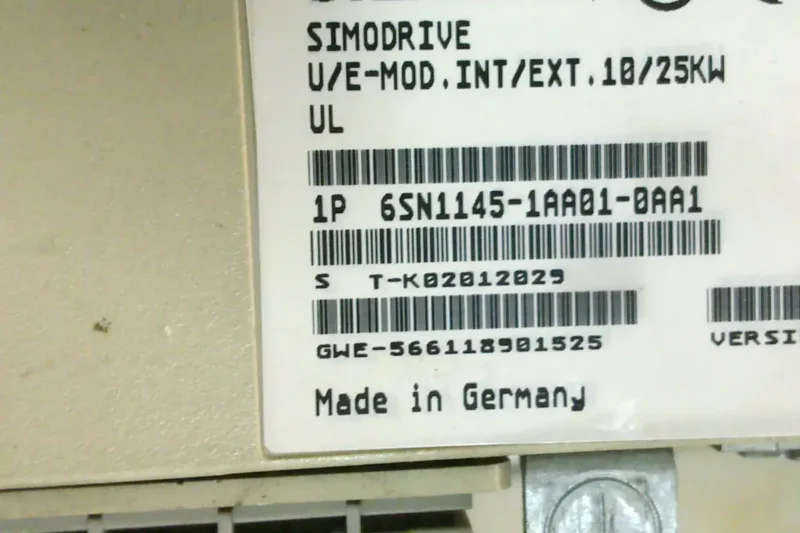 SIMODRIVE
U/E-MOD.INT/EXT.10/25KW
UL
1P 6SN1145-1AA01-0AA1
S T-K02012029
GWE-566118901525
VERSI
Made in Germany